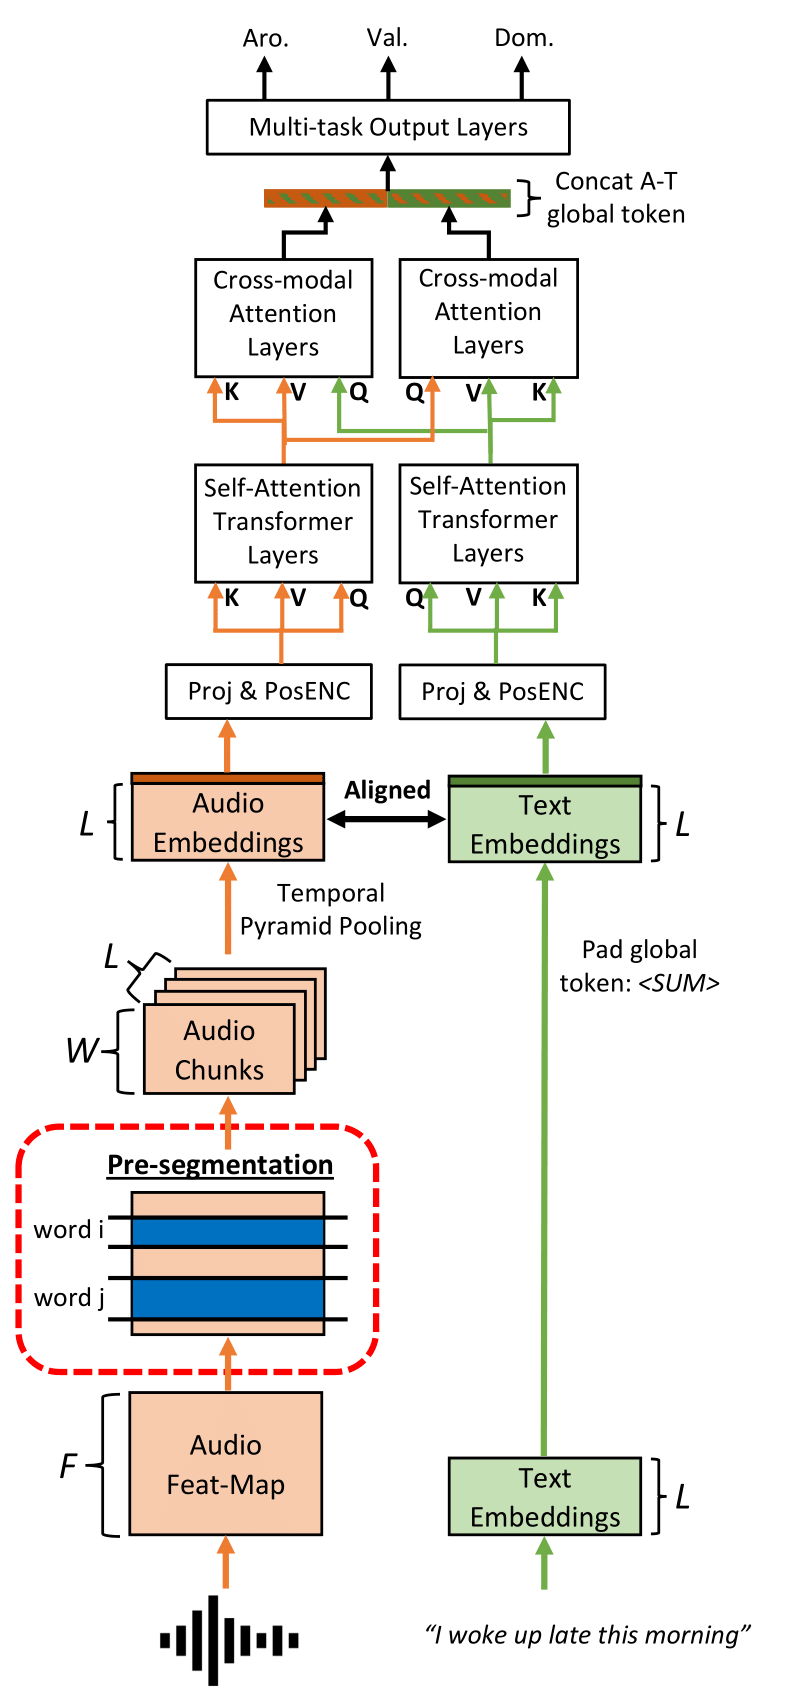 Aro.
Val.
Dom.
Multi-task Output Layers
Concat A-T
global token
Cross-modal
Attention
Layers
Cross-modal
Attention
Layers
K
V
Q
Q
V
K
Self-Attention
Transformer
Layers
Self-Attention
Transformer
Layers
K
V
Q
Q
V
K
Proj & PosENC
Proj & PosENC
L
Audio
Embeddings
Aligned
Text
Embeddings
L
Temporal
Pyramid Pooling
Pad global
token: <SUM>
L
W
Audio
Chunks
Pre-segmentation
word i
word j
F
Audio
Feat-Map
Text
Embeddings
L
“I woke up late this morning”